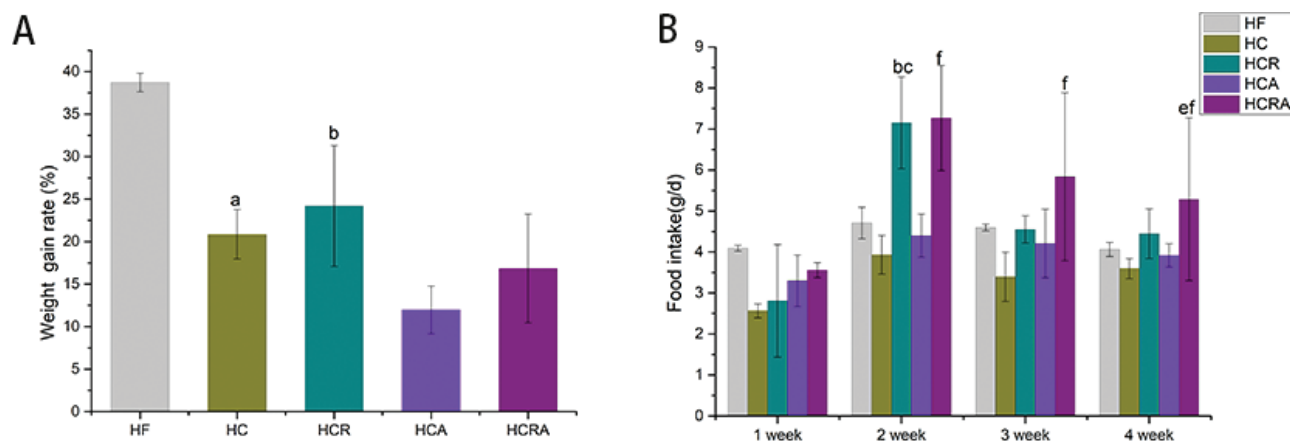 A
Weight gain rate (%)
40
35
30
25
20
15
10
5
0
a
b
HF HC HCR HCA HCRA
B
HF
HC
HCR
HCA
HCRA
Food intake(g/d)
9
8
7
6
5
4
3
2
1
0
bc
f
f
ef
1 week 2 week 3 week 4 week